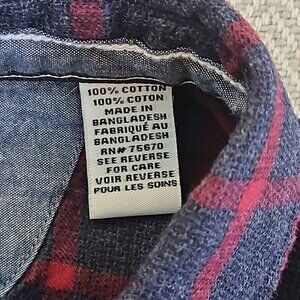 100% COTTON
100% COTON
MADE IN
BANGLADESH
FABRIQUÉ AU
BANGLADESH
RN# 75670
SEE REVERSE
FOR CARE
VOIR REVERSE
POUR LES SOINS